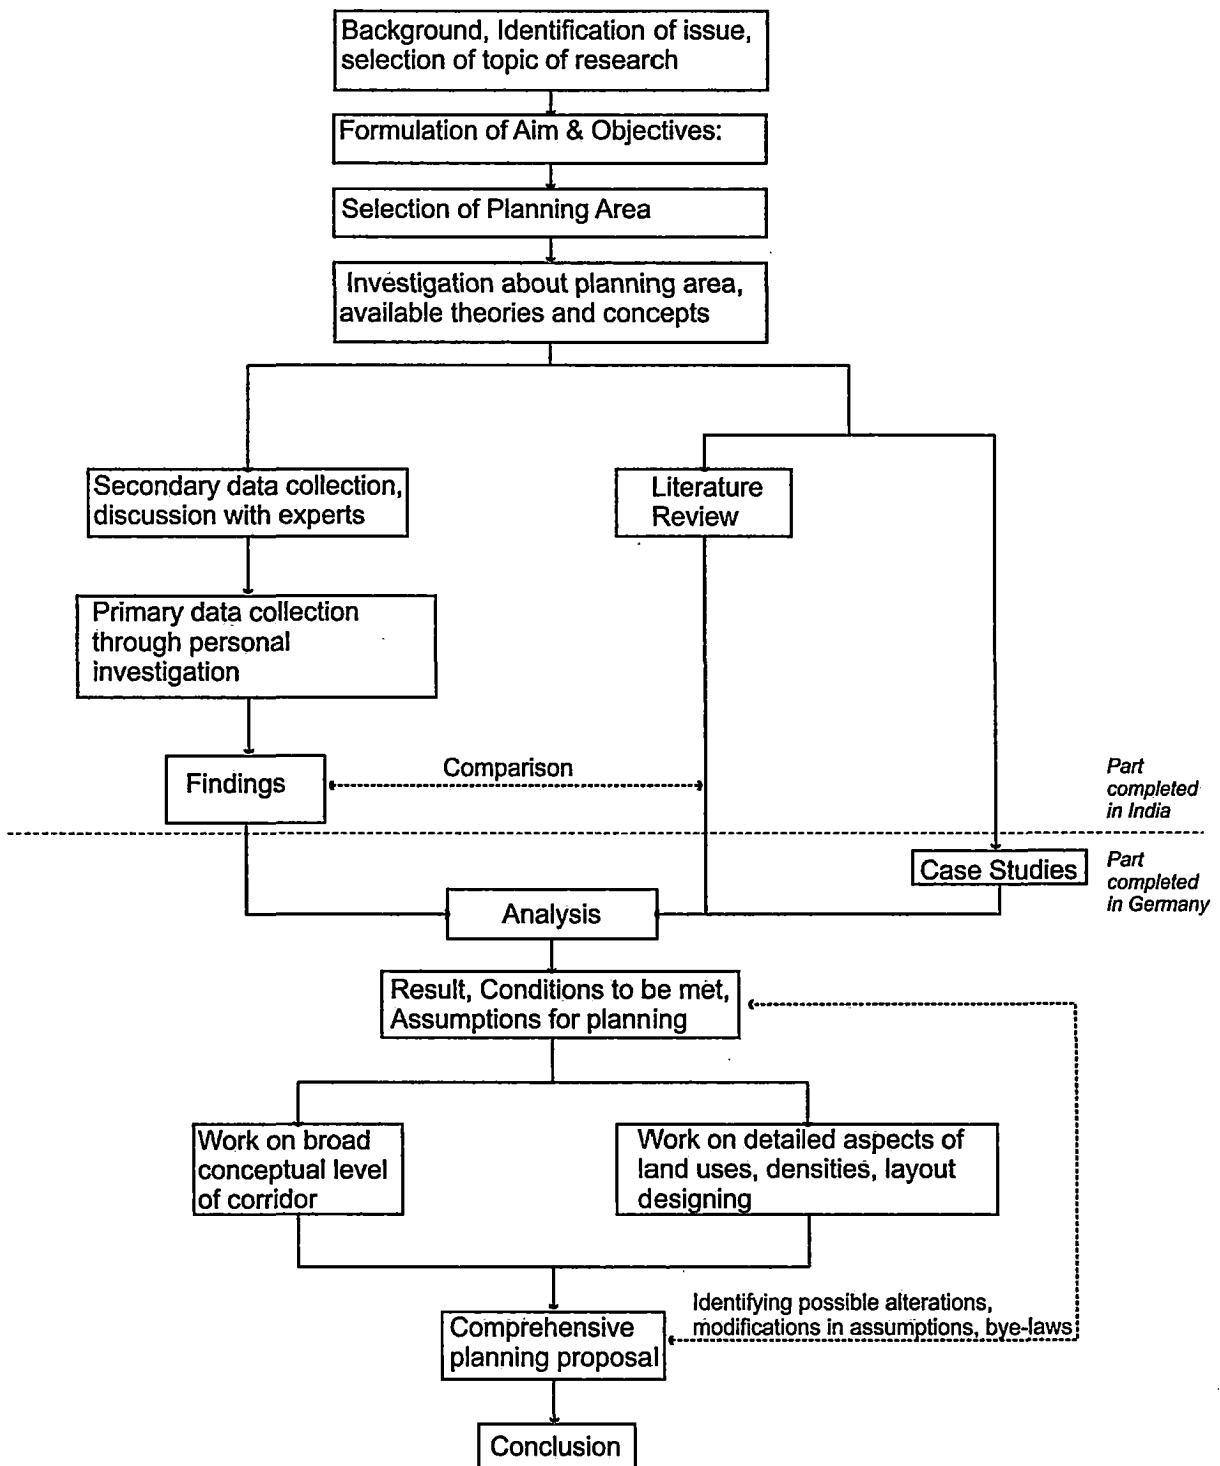 Background, Identification of issue,
selection of topic of research
Formulation of Aim & Objectives:
Selection of Planning Area
Investigation about planning area,
available theories and concepts
Secondary data collection,
discussion with experts
Literature
Review
Primary data collection
through personal
investigation
Findings
Comparison
Part
completed
in India
Case Studies
Part
completed
in Germany
Analysis
Result, Conditions to be met,
Assumptions for planning
Work on broad
conceptual level
of corridor
Work on detailed aspects of
land uses, densities, layout
designing
Identifying possible alterations,
modifications in assumptions, bye-laws
Comprehensive
planning proposal
Conclusion